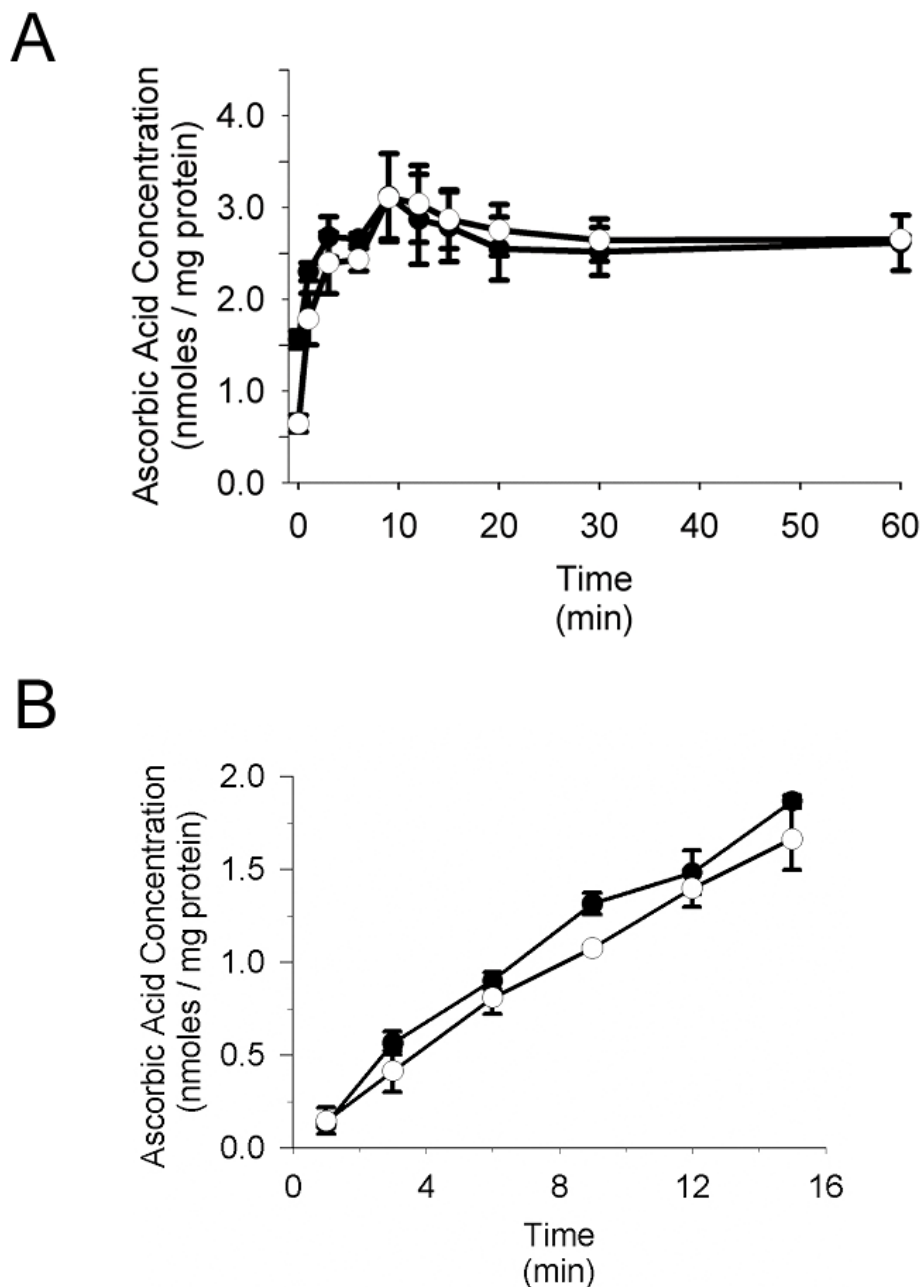 A
Ascorbic Acid Concentration
(nmoles / mg protein)
4.0
3.0
2.0
1.0
0.0
0 10 20 30 40 50 60
Time
(min)
B
Ascorbic Acid Concentration
(nmoles / mg protein)
2.0
1.5
1.0
0.5
0.0
0 4 8 12 16
Time
(min)